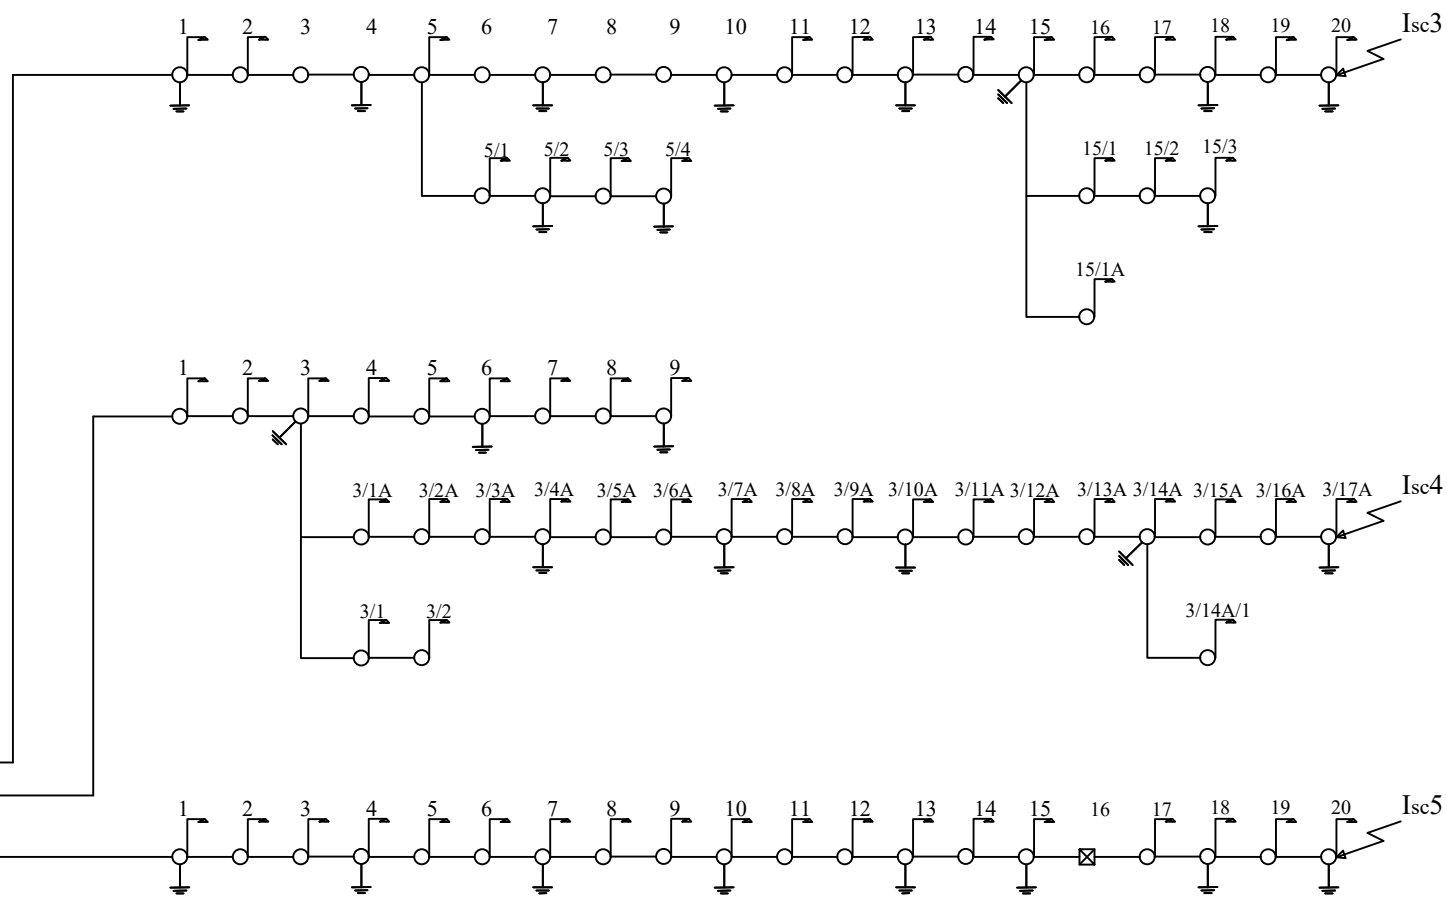 1 2 3 4 5 6 7 8 9 10 11 12 13 14 15 16 17 18 19 20 Isc3
5/1 5/2 5/3 5/4 15/1 15/2 15/3
15/1A
1 2 3 4 5 6 7 8 9
3/1A 3/2A 3/3A 3/4A 3/5A 3/6A 3/7A 3/8A 3/9A 3/10A 3/11A 3/12A 3/13A 3/14A 3/15A 3/16A 3/17A Isc4
3/1 3/2 3/14A/1
1 2 3 4 5 6 7 8 9 10 11 12 13 14 15 16 17 18 19 20 Isc5